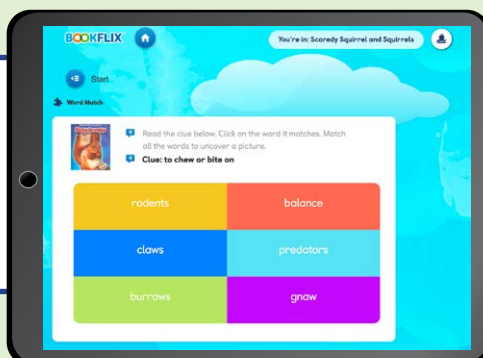 BOOKFLIX
You're in: Scaredy Squirrel and Squirrels
Start
Word Match
Read the clue below. Click on the word it matches. Match
all the words to uncover a picture.
Clue: to chew or bite on
rodents
balance
claws
predators
burrows
gnaw